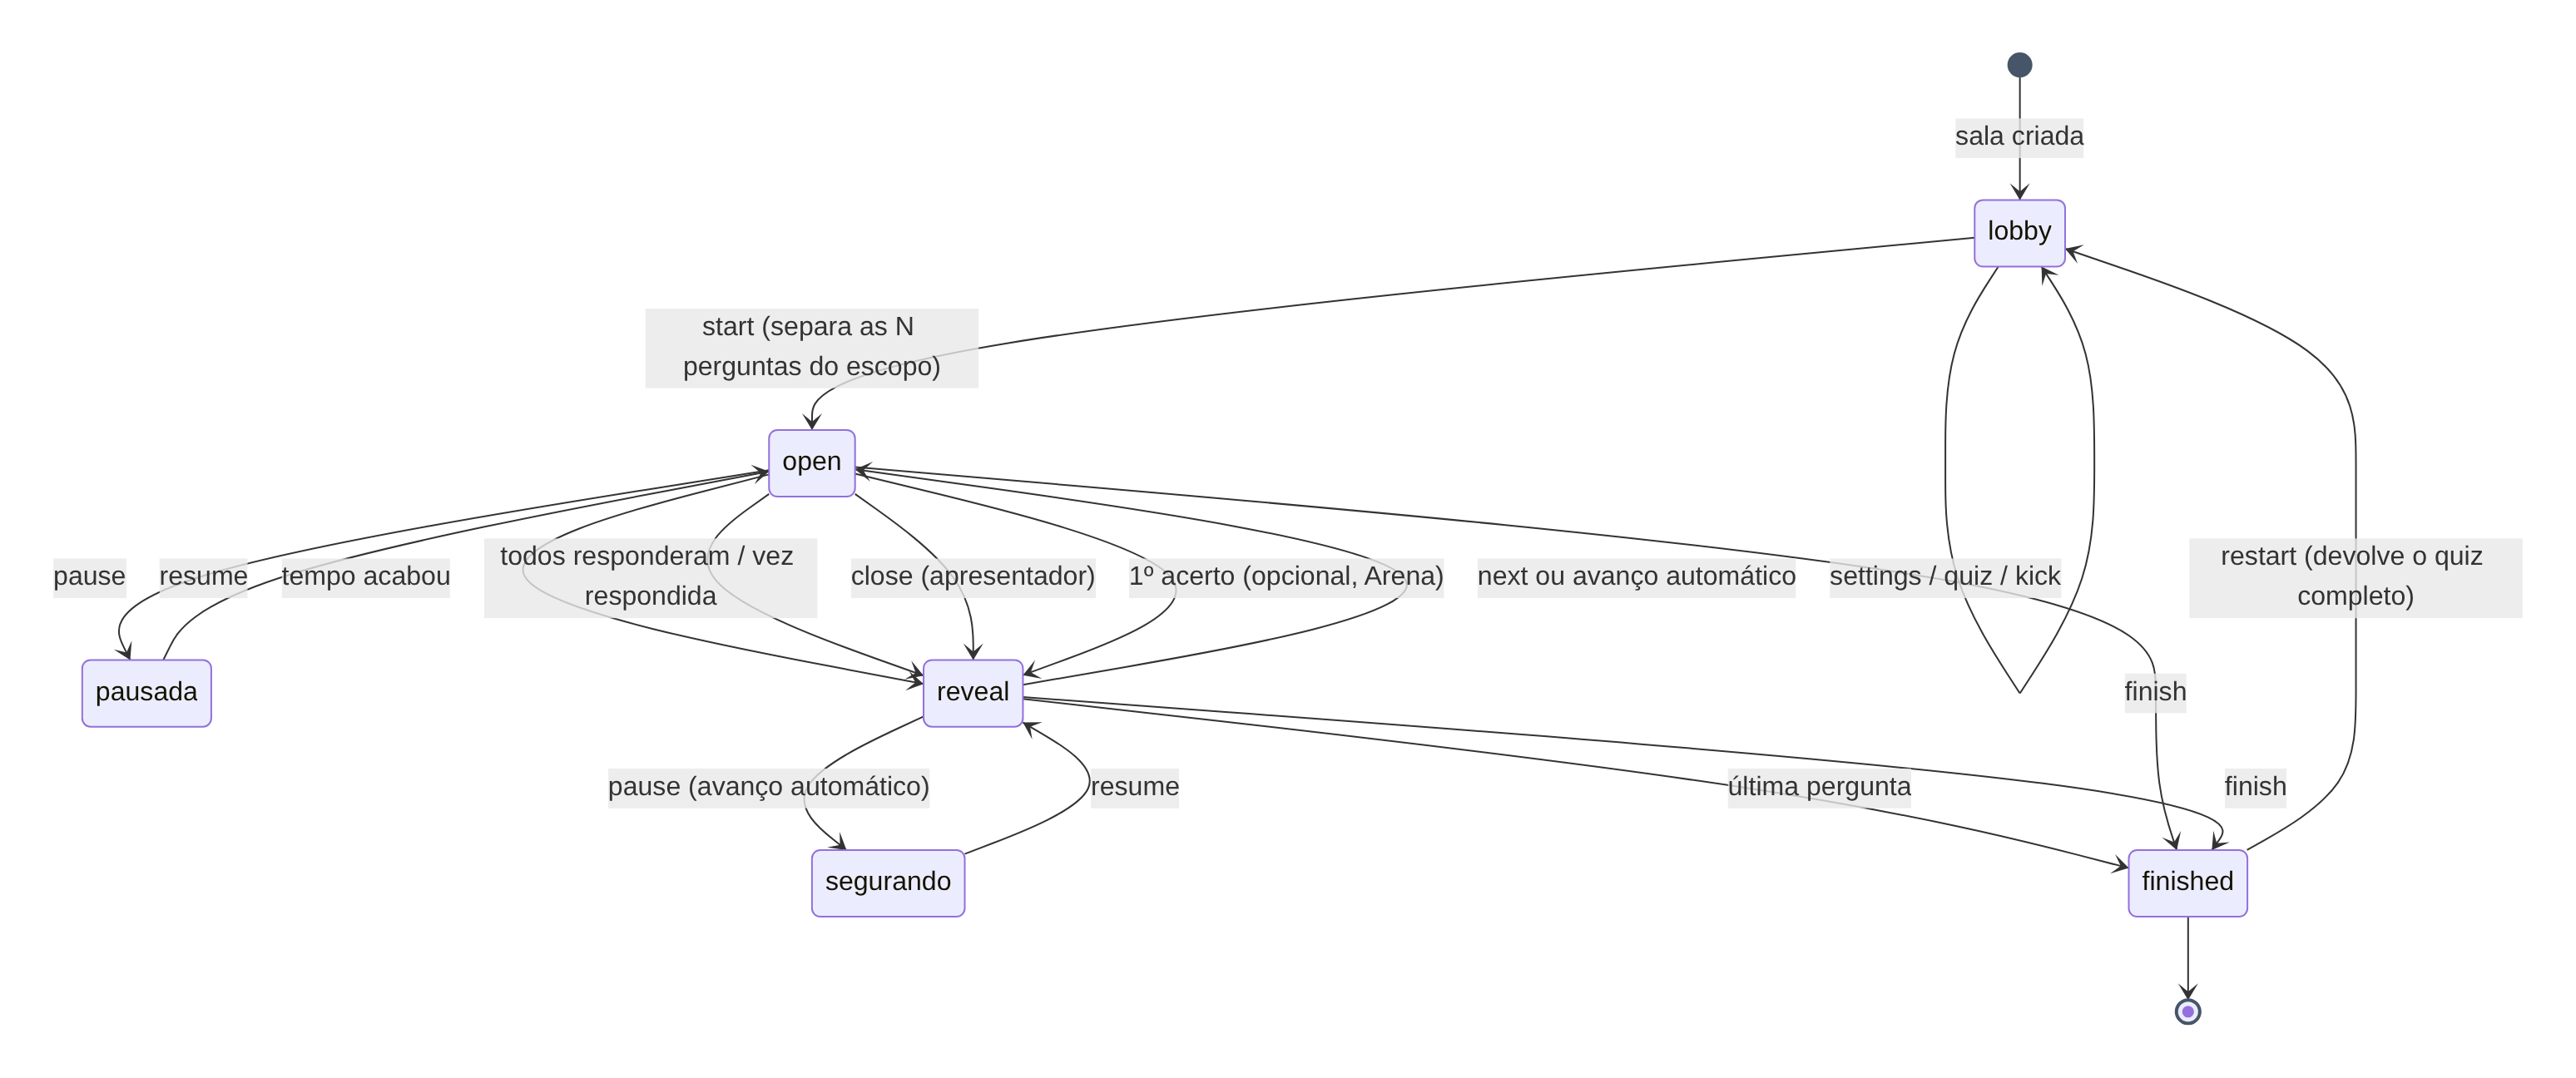 sala criada
lobby
start (separa as N
perguntas do escopo)
open
pause
resume
tempo acabou
todos responderam / vez
respondida
close (apresentador)
1º acerto (opcional, Arena)
next ou avanço automático
settings / quiz / kick
restart (devolve o quiz
completo)
pausada
reveal
finish
pause (avanço automático)
resume
última pergunta
finish
segurando
finished